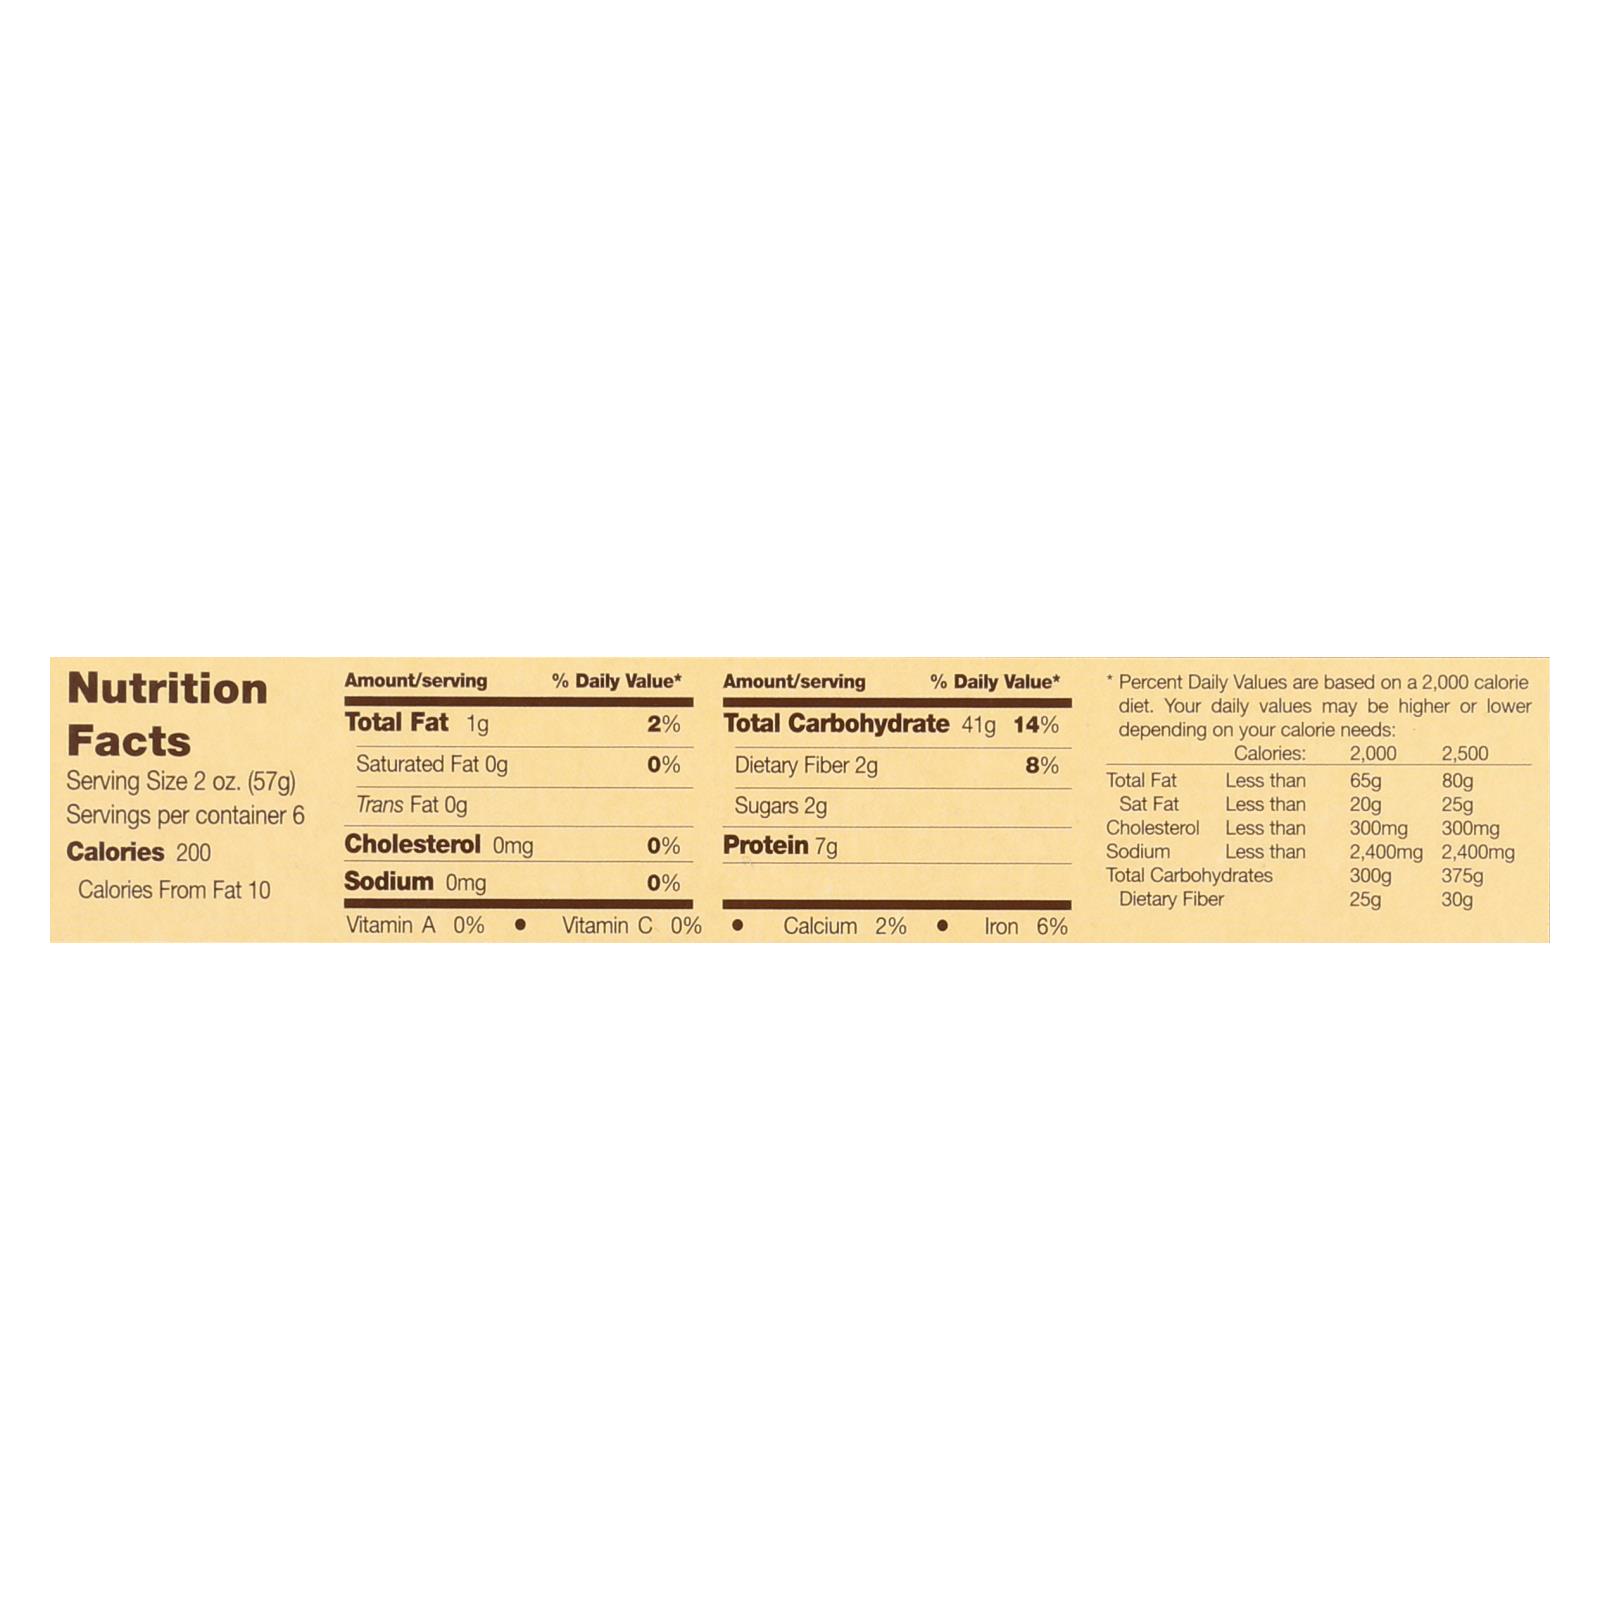 Nutrition
Facts
Serving Size 2 oz. (57g)
Servings per container 6
Calories 200
Calories From Fat 10
Amount/serving % Daily Value*
Total Fat 1g 2%
Saturated Fat 0g 0%
Trans Fat 0g
Cholesterol 0mg 0%
Sodium 0mg 0%
Amount/serving % Daily Value*
Total Carbohydrate 41g 14%
Dietary Fiber 2g 8%
Sugars 2g
Protein 7g
Vitamin A 0% • Vitamin C 0% • Calcium 2% • Iron 6%
* Percent Daily Values are based on a 2,000 calorie
diet. Your daily values may be higher or lower
depending on your calorie needs:
Calories: 2,000 2,500
Total Fat Less than 65g 80g
Sat Fat Less than 20g 25g
Cholesterol Less than 300mg 300mg
Sodium Less than 2,400mg 2,400mg
Total Carbohydrates 300g 375g
Dietary Fiber 25g 30g